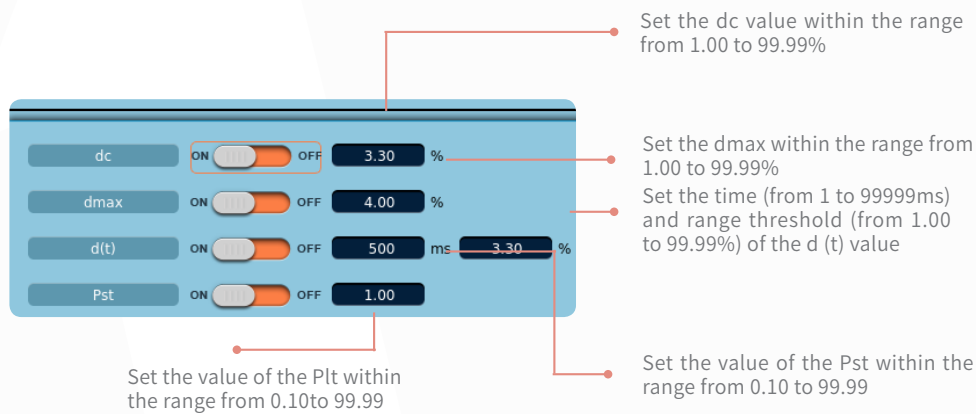 Set the dc value within the range
from 1.00 to 99.99%
dc ON OFF 3.30 %
Set the dmax within the range from
1.00 to 99.99%
dmax ON OFF 4.00 %
Set the time (from 1 to 99999ms)
and range threshold (from 1.00
to 99.99%) of the d (t) value
d(t) ON OFF 500 ms 3.30 %
Pst ON OFF 1.00
Set the value of the Pst within the
range from 0.10 to 99.99
Set the value of the Plt within
the range from 0.10to 99.99